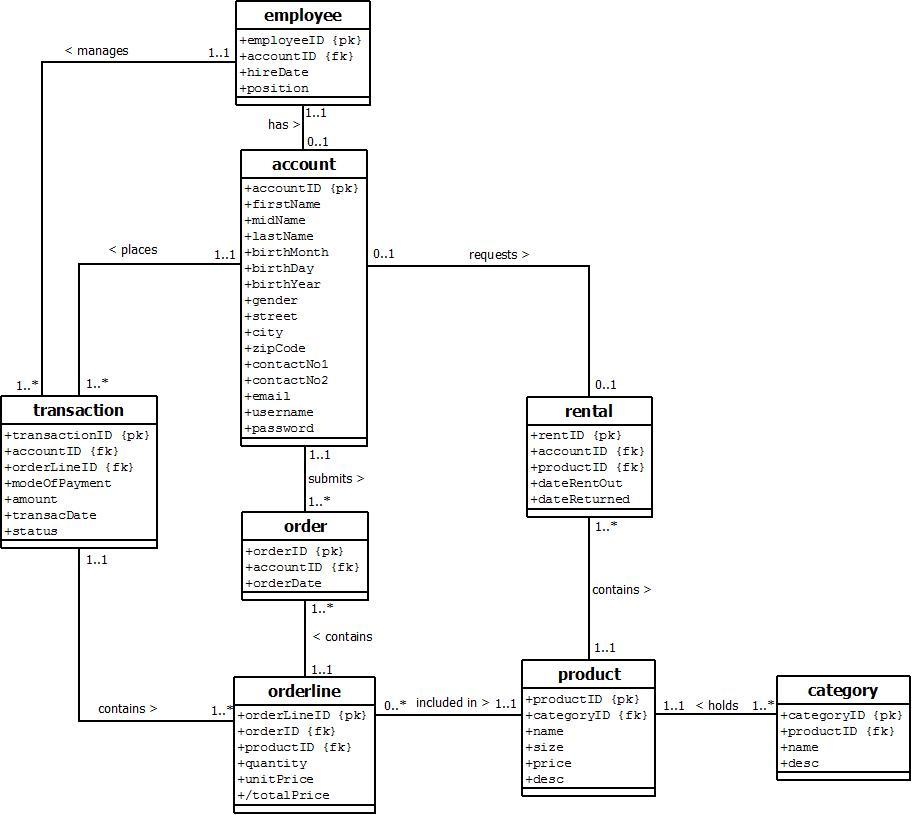 employee
+employeeID {pk}
+accountID {fk}
+hireDate
+position
< manages
1..1
1..1
has >
0..1
account
+accountID {pk}
+firstName
+midName
+lastName
+birthMonth
+birthDay
+birthYear
+gender
+street
+city
+zipCode
+contactNo1
+contactNo2
+email
+username
+password
< places
1..1
0..1
requests >
1..*
1..*
0..1
transaction
+transactionID {pk}
+accountID {fk}
+orderLineID {fk}
+modeOfPayment
+amount
+transacDate
+status
rental
+rentID {pk}
+accountID {fk}
+productID {fk}
+dateRentOut
+dateReturned
1..1
submits >
1..*
order
+orderID {pk}
+accountID {fk}
+orderDate
1..1
1..*
1..*
< contains
contains >
1..1
1..1
orderline
+orderLineID {pk}
+orderID {fk}
+productID {fk}
+quantity
+unitPrice
+/totalPrice
contains >
1..*
0..*
included in >
1..1
product
+productID {pk}
+categoryID {fk}
+name
+size
+price
+desc
1..1
< holds
1..*
category
+categoryID {pk}
+productID {fk}
+name
+desc